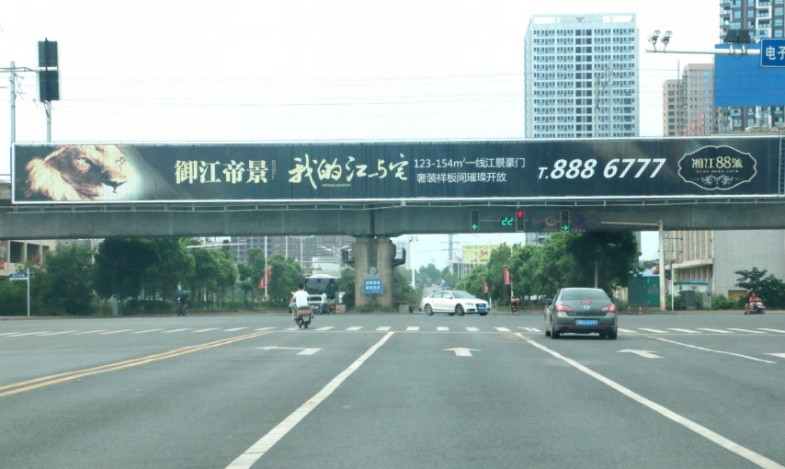 电子
御江帝景
我的江与宅
123-154m²一线江景豪门
奢装样板间璀璨开放
T.888 6777
湘江88號
22